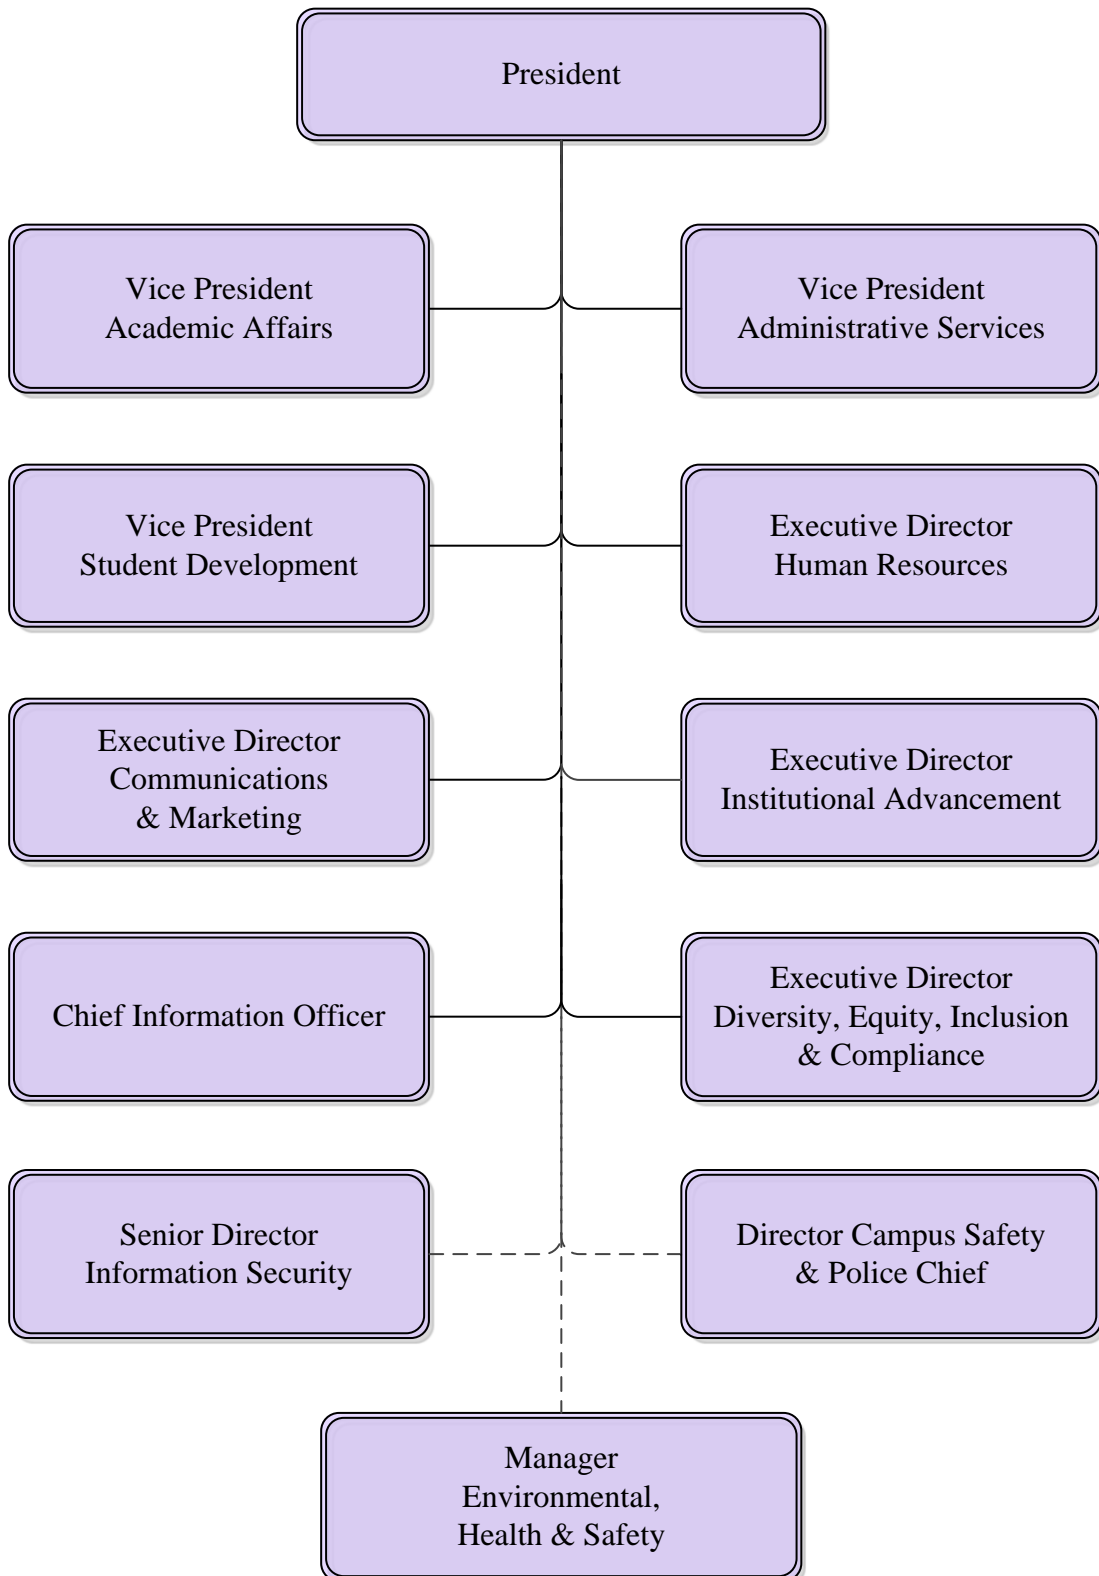 President
Vice President
Academic Affairs
Vice President
Administrative Services
Vice President
Student Development
Executive Director
Human Resources
Executive Director
Communications
& Marketing
Executive Director
Institutional Advancement
Chief Information Officer
Executive Director
Diversity, Equity, Inclusion
& Compliance
Senior Director
Information Security
Director Campus Safety
& Police Chief
Manager
Environmental,
Health & Safety